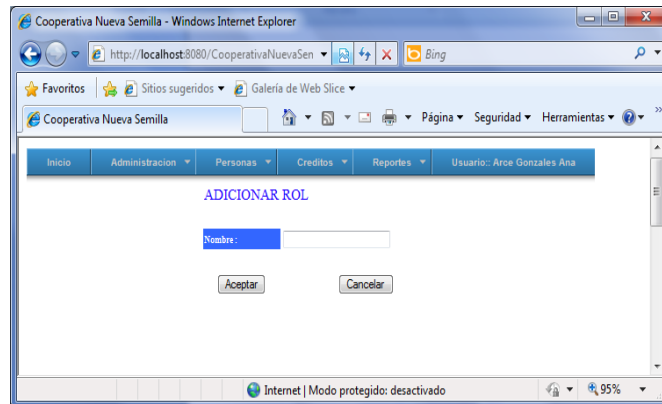 Cooperativa Nueva Semilla - Windows Internet Explorer
http://localhost:8080/CooperativaNuevaSen
Bing
Favoritos Sitios sugeridos Galería de Web Slice
Cooperativa Nueva Semilla Página Seguridad Herramientas
Inicio Administracion Personas Creditos Reportes Usuario:: Arce Gonzales Ana
ADICIONAR ROL
Nombre:
Aceptar Cancelar
Internet | Modo protegido: desactivado 95%